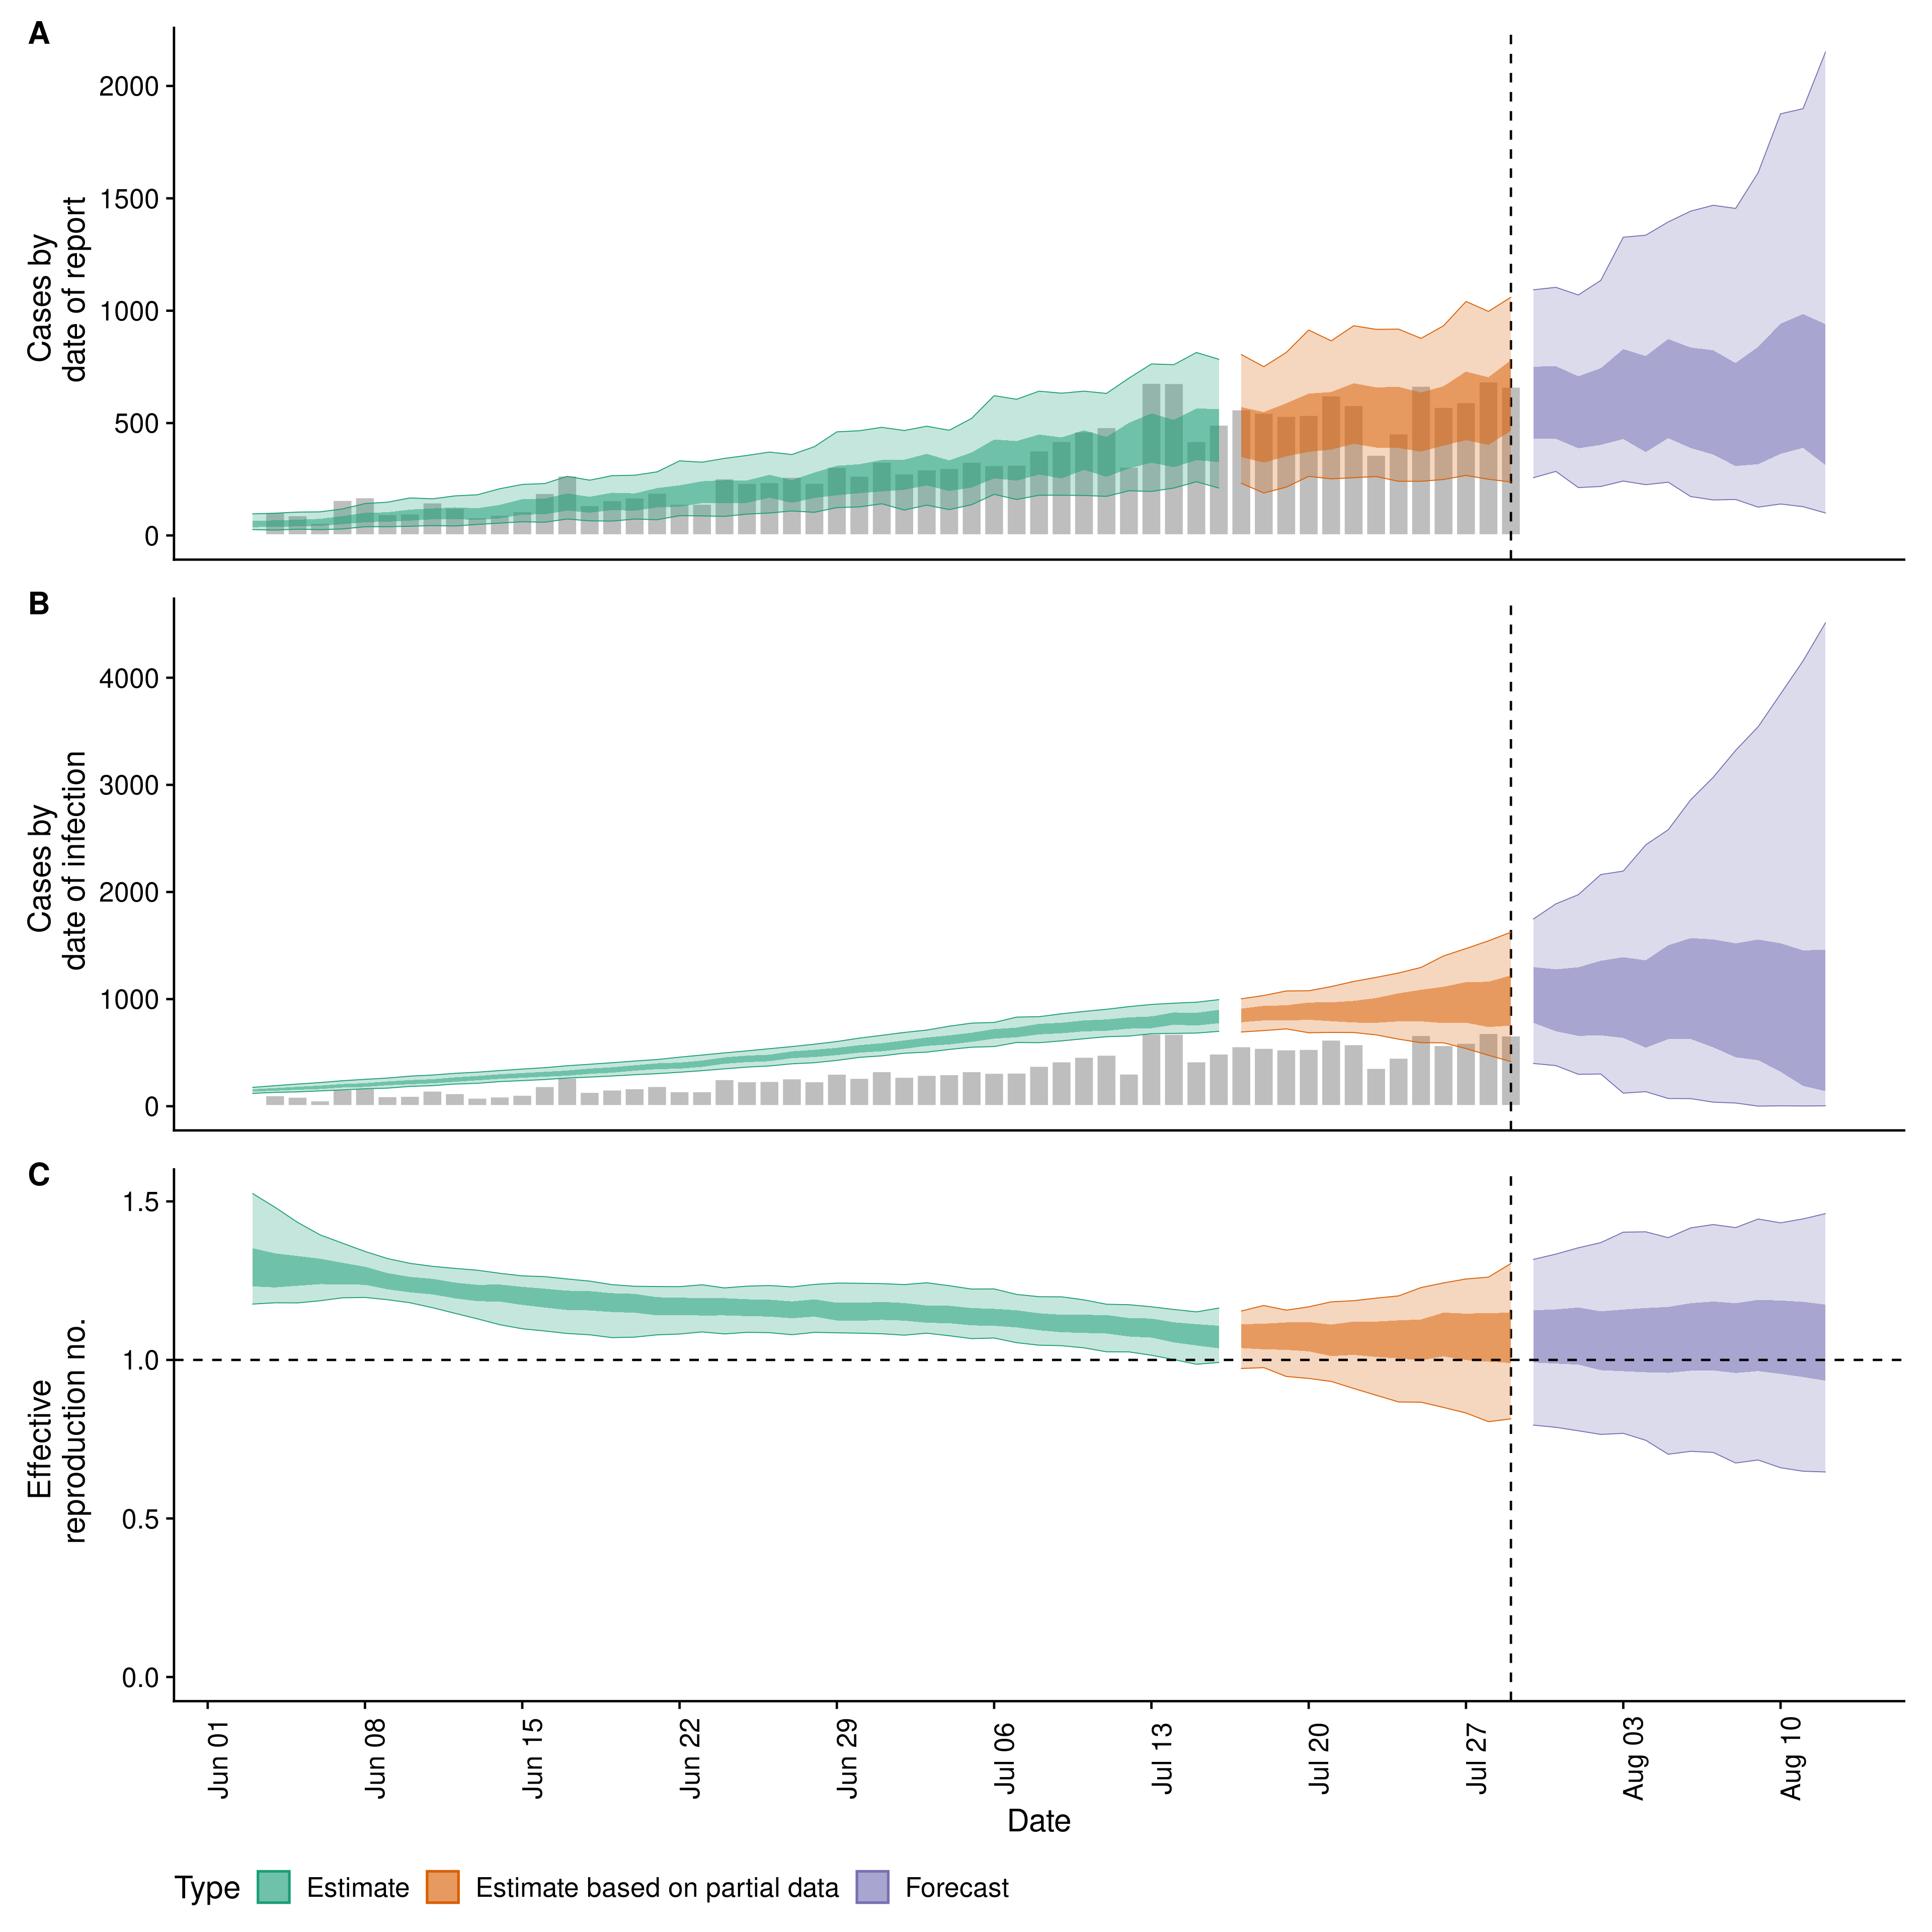 A
Cases by
date of report
2000
1500
1000
500
0
B
Cases by
date of infection
4000
3000
2000
1000
0
C
Effective
reproduction no.
1.5
1.0
0.5
0.0
Jun 01
Jun 08
Jun 15
Jun 22
Jun 29
Jul 06
Jul 13
Jul 20
Jul 27
Aug 03
Aug 10
Date
Type Estimate Estimate based on partial data Forecast